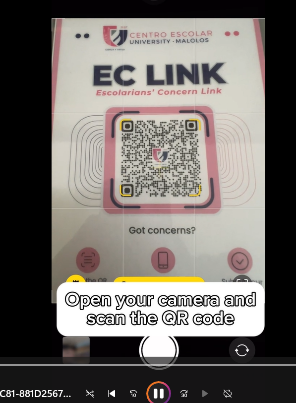 CENTRO ESCOLAR
UNIVERSITY · MALOLOS
EC LINK
Escolarians' Concern Link
Got concerns?
Open your camera and
scan the QR code
C81-881D2567...